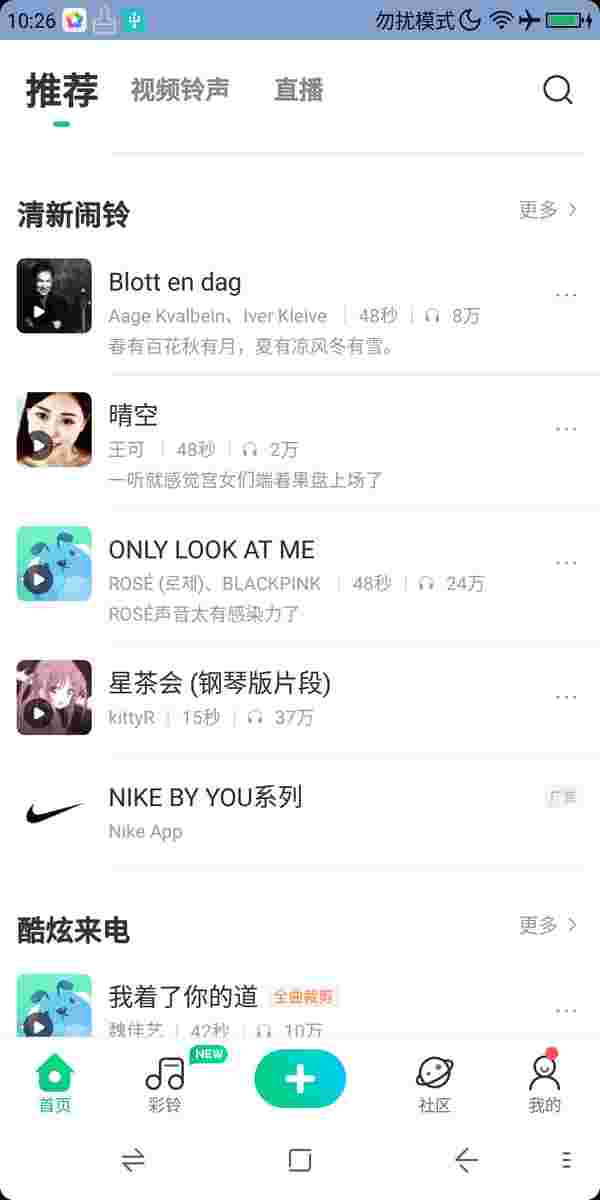 10:26 勿扰模式
推荐 视频铃声 直播
清新闹铃 更多
Blott en dag
Aage Kvalbein、Iver Kleive 48秒 8万
春有百花秋有月，夏有凉风冬有雪。
晴空
王可 48秒 2万
一听就感觉宫女们端着果盘上场了
ONLY LOOK AT ME
ROSÉ (로제)、BLACKPINK 48秒 24万
ROSÉ声音太有感染力了
星茶会 (钢琴版片段)
kittyR 15秒 37万
NIKE BY YOU系列 广告
Nike App
酷炫来电 更多
我着了你的道 全曲裁剪
魏佳艺 42秒 10万
NEW
首页 彩铃 社区 我的